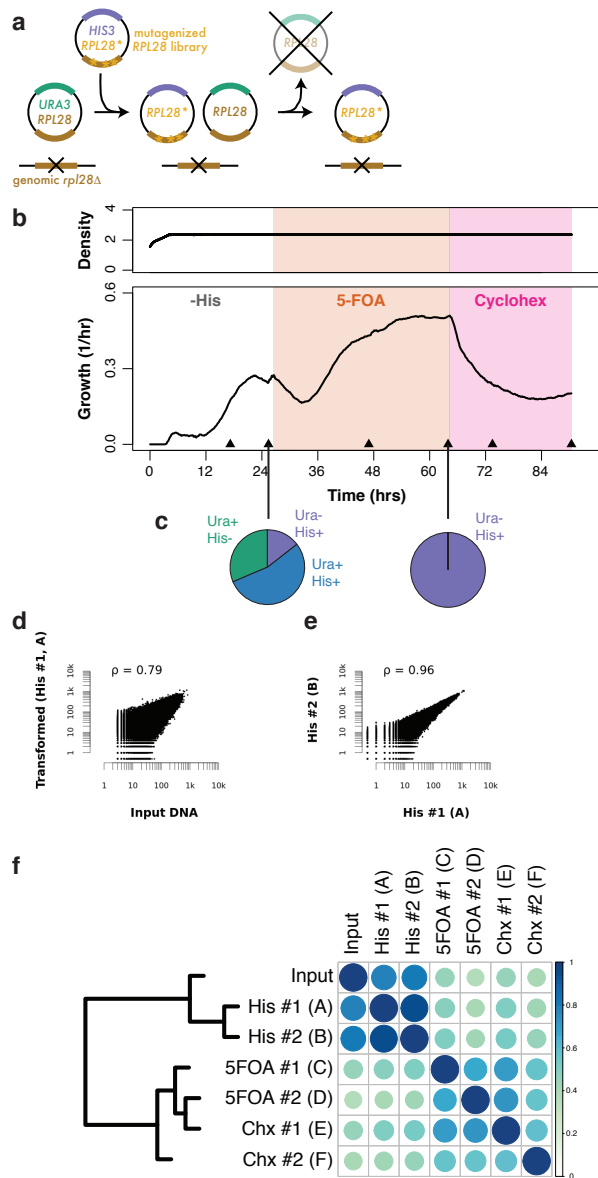 a
HIS3
RPL28*
mutagenized
RPL28 library
RPL28
URA3
RPL28
RPL28*
RPL28
RPL28*
genomic rpl28Δ
b
Density
0 2 4
-His
5-FOA
Cyclohex
Growth (1/hr)
0.0 0.3 0.6
0 12 24 36 48 60 72 84
Time (hrs)
c
Ura+
His-
Ura-
His+
Ura+
His+
Ura-
His+
d
ρ = 0.79
Transformed (His #1, A)
1 10 100 1k 10k
1 10 100 1k 10k
Input DNA
e
ρ = 0.96
His #2 (B)
1 10 100 1k 10k
1 10 100 1k 10k
His #1 (A)
f
Input
His #1 (A)
His #2 (B)
5FOA #1 (C)
5FOA #2 (D)
Chx #1 (E)
Chx #2 (F)
Input
His #1 (A)
His #2 (B)
5FOA #1 (C)
5FOA #2 (D)
Chx #1 (E)
Chx #2 (F)
1
0.8
0.6
0.4
0.2
0